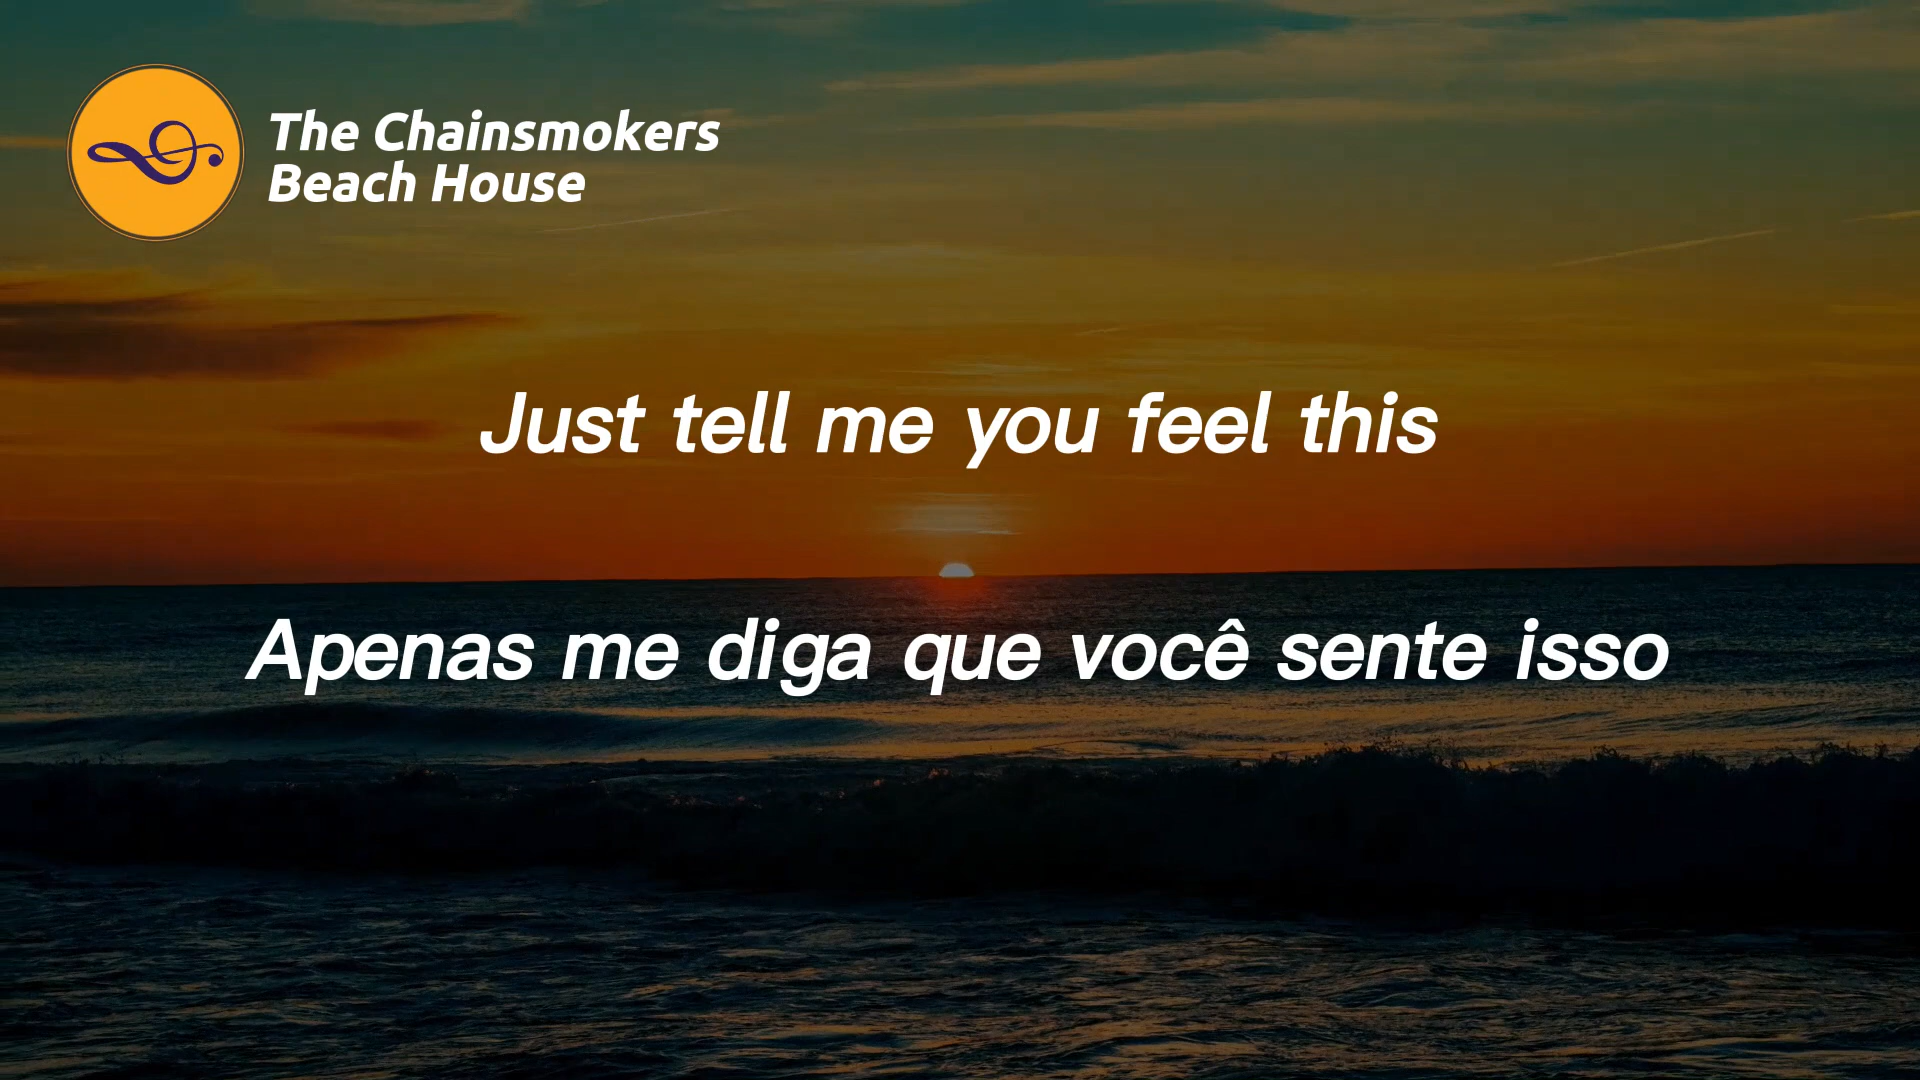 The Chainsmokers
Beach House
Just tell me you feel this
Apenas me diga que você sente isso